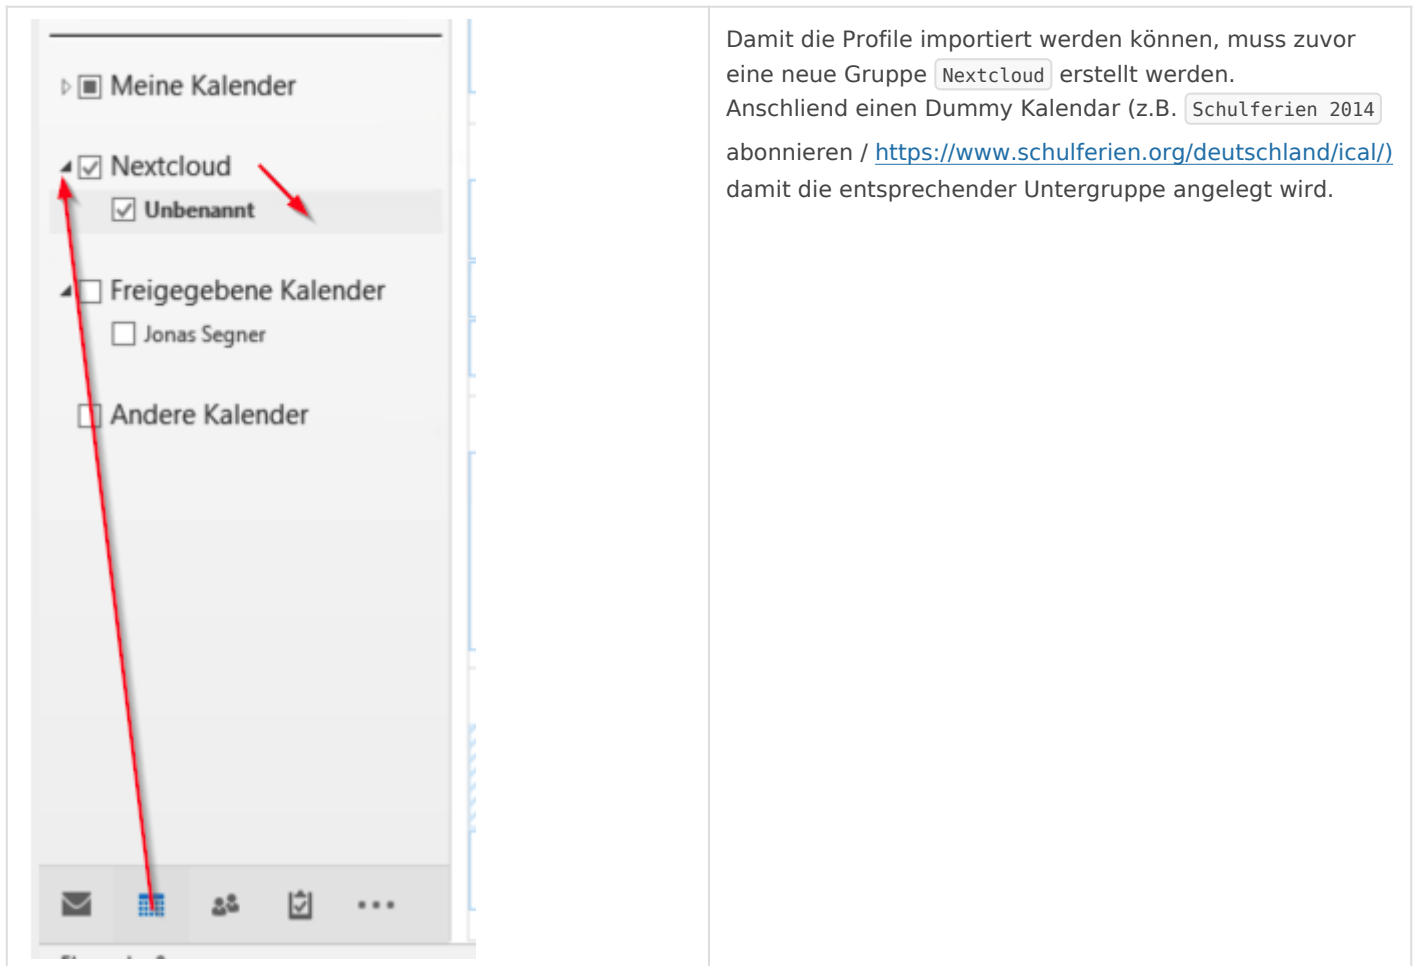 Meine Kalender
Nextcloud
Unbenannt
Freigegebene Kalender
Jonas Segner
Andere Kalender
Damit die Profile importiert werden können, muss zuvor
eine neue Gruppe Nextcloud erstellt werden.
Anschliend einen Dummy Kalendar (z.B. Schulferien 2014
abonnieren / https://www.schulferien.org/deutschland/ical/)
damit die entsprechender Untergruppe angelegt wird.